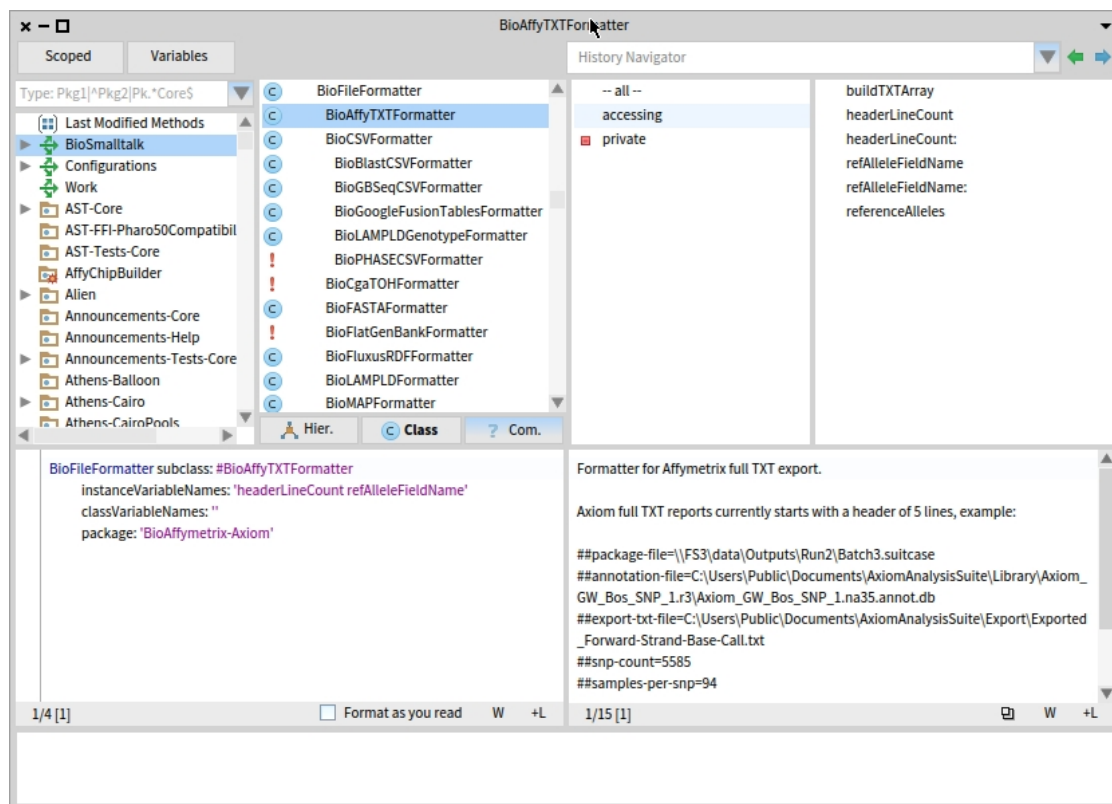 BioAffyTXTFormatter
Scoped
Variables
History Navigator
Type: Pkg1|^Pkg2|Pk.*Core$
Last Modified Methods
BioSmalltalk
Configurations
Work
AST-Core
AST-FFI-Pharo50Compatibil
AST-Tests-Core
AffyChipBuilder
Alien
Announcements-Core
Announcements-Help
Announcements-Tests-Core
Athens-Balloon
Athens-Cairo
Athens-CairoPools
BioFileFormatter
BioAffyTXTFormatter
BioCSVFormatter
BioBlastCSVFormatter
BioGBSeqCSVFormatter
BioGoogleFusionTablesFormatter
BioLAMPLDGenotypeFormatter
BioPHASECSVFormatter
BioCgaTOHFormatter
BioFASTAFormatter
BioFlatGenBankFormatter
BioFluxusRDFFormatter
BioLAMPLDFormatter
BioMAPFormatter
Hier.
Class
? Com.
-- all --
accessing
private
buildTXTArray
headerLineCount
headerLineCount:
refAlleleFieldName
refAlleleFieldName:
referenceAlleles
BioFileFormatter subclass: #BioAffyTXTFormatter
instanceVariableNames: 'headerLineCount refAlleleFieldName'
classVariableNames: ''
package: 'BioAffymetrix-Axiom'
1/4 [1]
Format as you read
W
+L
Formatter for Affymetrix full TXT export.
Axiom full TXT reports currently starts with a header of 5 lines, example:
##package-file=\\FS3\data\Outputs\Run2\Batch3.suitcase
##annotation-file=C:\Users\Public\Documents\AxiomAnalysisSuite\Library\Axiom_
GW_Bos_SNP_1.r3\Axiom_GW_Bos_SNP_1.na35.annot.db
##export-txt-file=C:\Users\Public\Documents\AxiomAnalysisSuite\Export\Exported
_Forward-Strand-Base-Call.txt
##snp-count=5585
##samples-per-snp=94
1/15 [1]
W
+L